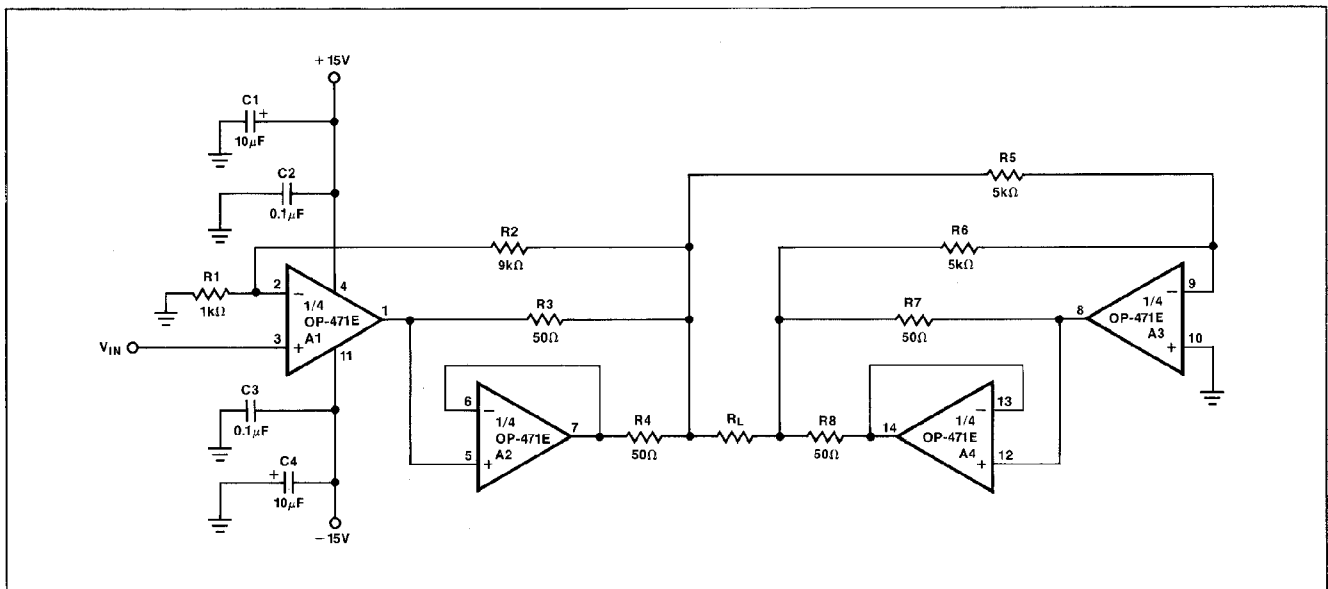 +15V
C1
+
10µF
C2
0.1µF
R5
5kΩ
R2
9kΩ
R6
5kΩ
R1
1kΩ
2
−
4
1/4
OP-471E
A1
1
3
+
11
VIN
R3
50Ω
R7
50Ω
8
9
−
1/4
OP-471E
A3
10
+
C3
0.1µF
6
−
1/4
OP-471E
A2
7
5
+
R4
50Ω
RL
R8
50Ω
14
13
−
1/4
OP-471E
A4
12
+
C4
+
10µF
−15V